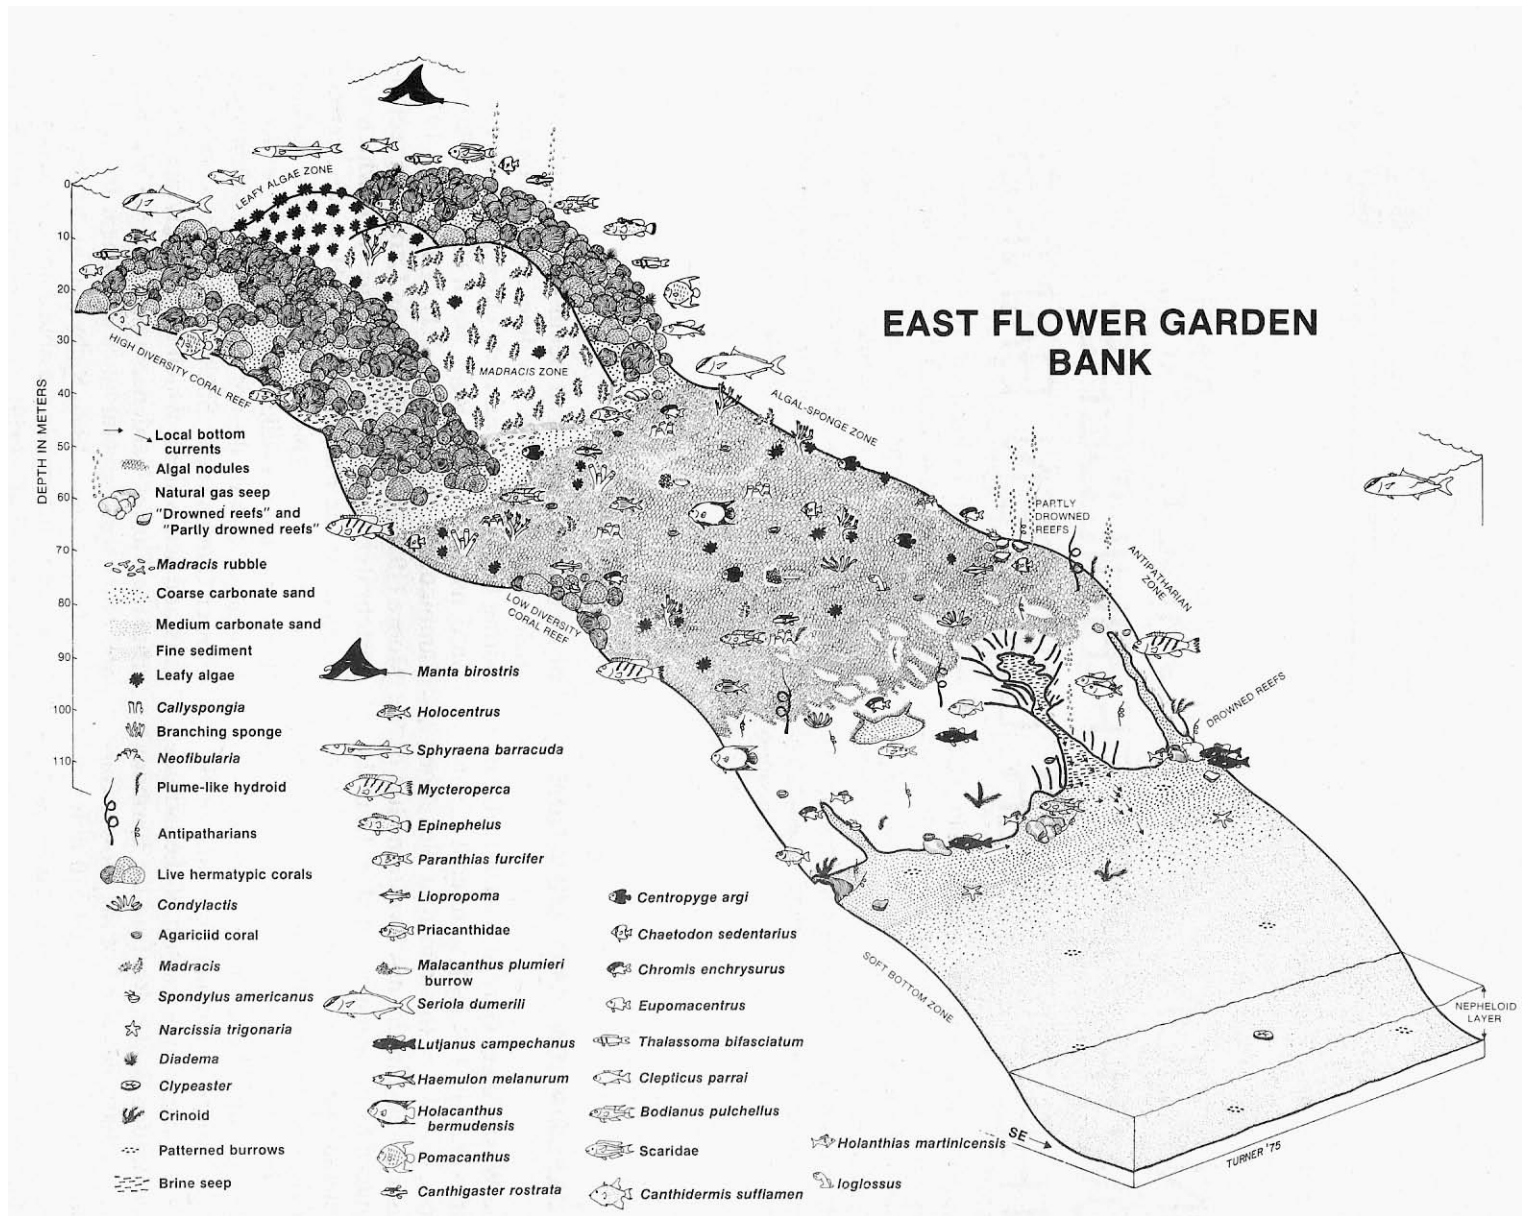 EAST FLOWER GARDEN
BANK
LEAFY ALGAE ZONE
HIGH DIVERSITY CORAL REEF
MADRACIS ZONE
ALGAL-SPONGE ZONE
PARTLY
DROWNED
REEFS
ANTIPATHARIAN
ZONE
LOW DIVERSITY
CORAL REEF
DROWNED REEFS
SOFT BOTTOM ZONE
NEPHELOID
LAYER
SE
TURNER '75
DEPTH IN METERS
0
10
20
30
40
50
60
70
80
90
100
110
Local bottom
currents
Algal nodules
Natural gas seep
"Drowned reefs" and
"Partly drowned reefs"
Madracis rubble
Coarse carbonate sand
Medium carbonate sand
Fine sediment
Leafy algae
Callyspongia
Branching sponge
Neofibularia
Plume-like hydroid
Antipatharians
Live hermatypic corals
Condylactis
Agariciid coral
Madracis
Spondylus americanus
Narcissia trigonaria
Diadema
Clypeaster
Crinoid
Patterned burrows
Brine seep
Manta birostris
Holocentrus
Sphyraena barracuda
Mycteroperca
Epinephelus
Paranthias furcifer
Liopropoma
Priacanthidae
Malacanthus plumieri
burrow
Seriola dumerili
Lutjanus campechanus
Haemulon melanurum
Holacanthus
bermudensis
Pomacanthus
Canthigaster rostrata
Centropyge argi
Chaetodon sedentarius
Chromis enchrysurus
Eupomacentrus
Thalassoma bifasciatum
Clepticus parrai
Bodianus pulchellus
Scaridae
Canthidermis sufflamen
Holanthias martinicensis
Ioglossus